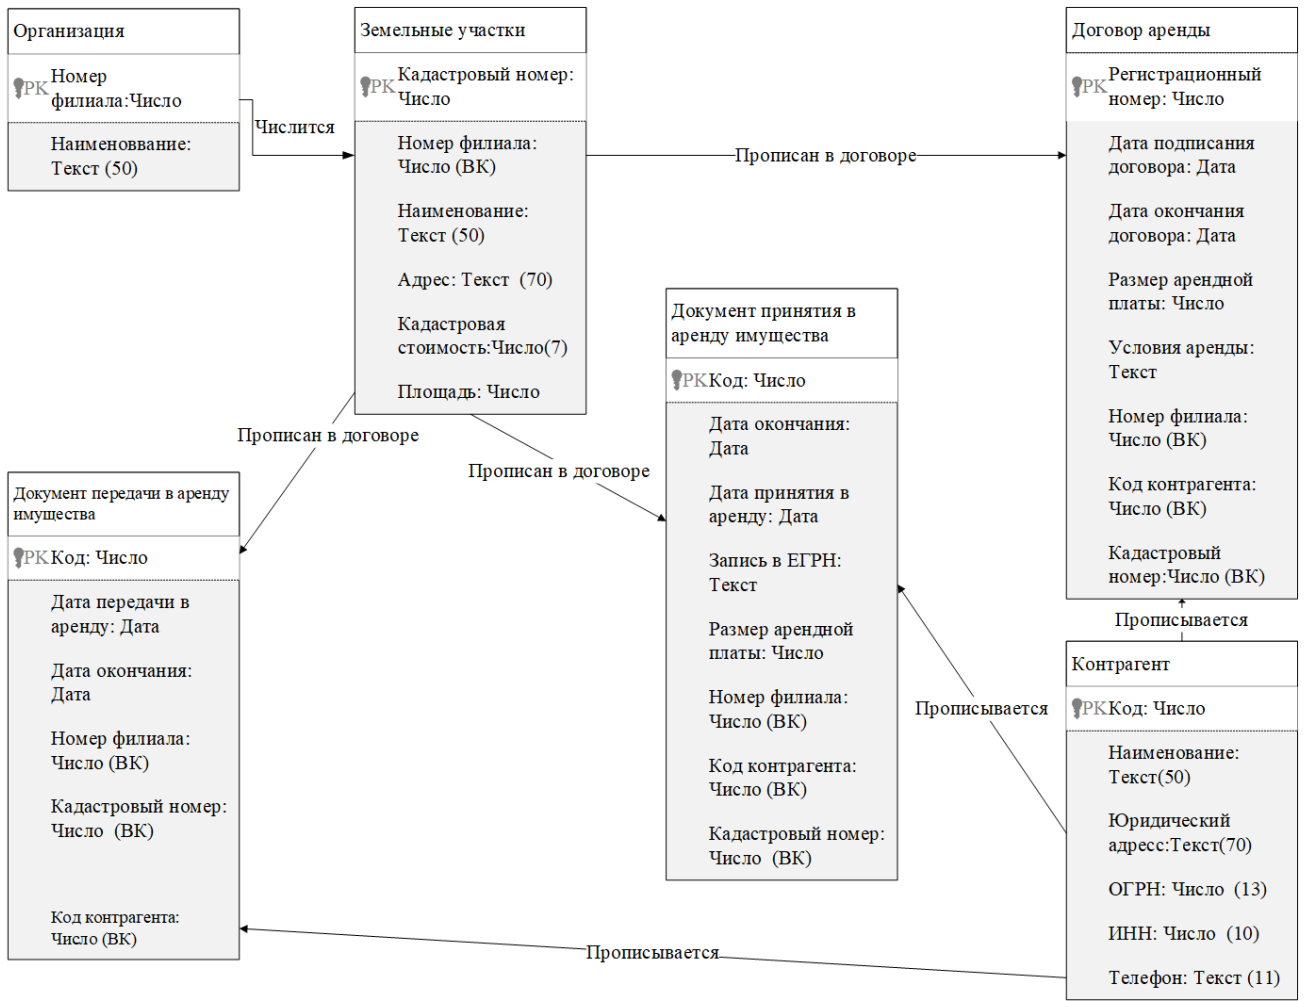 Организация
PK
Номер
филиала:Число
Наименоввание:
Текст (50)
Числится
Земельные участки
PK
Кадастровый номер:
Число
Номер филиала:
Число (ВК)
Наименование:
Текст (50)
Адрес: Текст  (70)
Кадастровая
стоимость:Число(7)
Площадь: Число
Прописан в договоре
Договор аренды
PK
Регистрационный
номер: Число
Дата подписания
договора: Дата
Дата окончания
договора: Дата
Размер арендной
платы: Число
Условия аренды:
Текст
Номер филиала:
Число (ВК)
Код контрагента:
Число (ВК)
Кадастровый
номер:Число (ВК)
Прописан в договоре
Прописан в договоре
Документ принятия в
аренду имущества
PK Код: Число
Дата окончания:
Дата
Дата принятия в
аренду: Дата
Запись в ЕГРН:
Текст
Размер арендной
платы: Число
Номер филиала:
Число (ВК)
Код контрагента:
Число (ВК)
Кадастровый номер:
Число  (ВК)
Документ передачи в аренду
имущества
PK Код: Число
Дата передачи в
аренду: Дата
Дата окончания:
Дата
Номер филиала:
Число (ВК)
Кадастровый номер:
Число  (ВК)
Код контрагента:
Число (ВК)
Прописывается
Прописывается
Прописывается
Контрагент
PK Код: Число
Наименование:
Текст(50)
Юридический
адресс:Текст(70)
ОГРН: Число  (13)
ИНН: Число  (10)
Телефон: Текст (11)